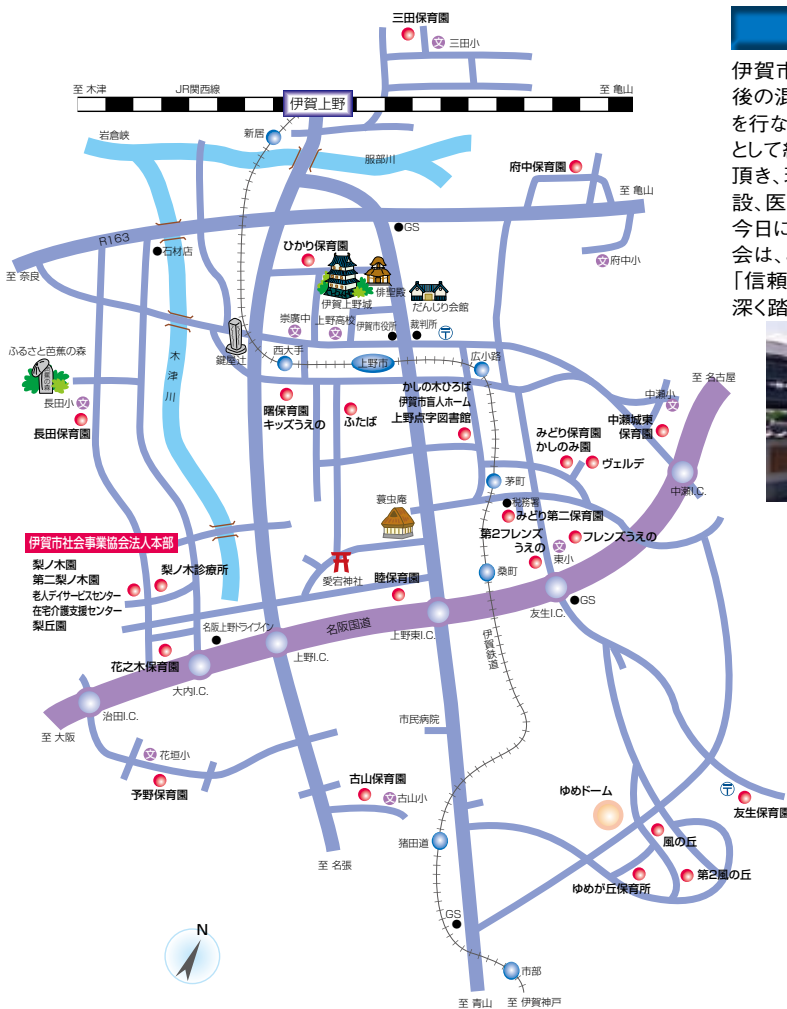 三田保育園
文 三田小
至 木津
JR関西線
至 亀山
伊賀上野
岩倉峡
新居
服部川
府中保育園
至 亀山
R163
GS
石材店
ひかり保育園
文 府中小
至 奈良
俳聖殿
伊賀上野城
だんじり会館
崇廣中
上野高校
伊賀市役所
裁判所
文
文
〒
鍵屋辻
西大手
上野市
広小路
ふるさと芭蕉の森
木津川
至 名古屋
かしの木ひろば
伊賀市盲人ホーム
上野点字図書館
中瀬小
文
長田小 文
長田保育園
曙保育園
キッズうえの
ふたば
中瀬城東
保育園
みどり保育園
かしのみ園
ヴェルデ
中瀬I.C.
茅町
税務署
みどり第二保育園
蓑虫庵
第2フレンズ
うえの
フレンズうえの
文
東小
伊賀市社会事業協会法人本部
梨ノ木園
第二梨ノ木園
老人デイサービスセンター
在宅介護支援センター
梨丘園
梨ノ木診療所
愛宕神社
睦保育園
桑町
友生I.C.
GS
名阪上野ドライブイン
名阪国道
上野東I.C.
上野I.C.
伊賀鉄道
花之木保育園
大内I.C.
治田I.C.
至 大阪
市民病院
文 花垣小
予野保育園
古山保育園
文 古山小
ゆめドーム
〒
友生保育園
風の丘
猪田道
至 名張
ゆめが丘保育所
第2風の丘
GS
N
市部
至 青山
至 伊賀神戸
伊賀市
を行な
として
頂き、
設、医
今日に
会は、
「信頼
深く踏